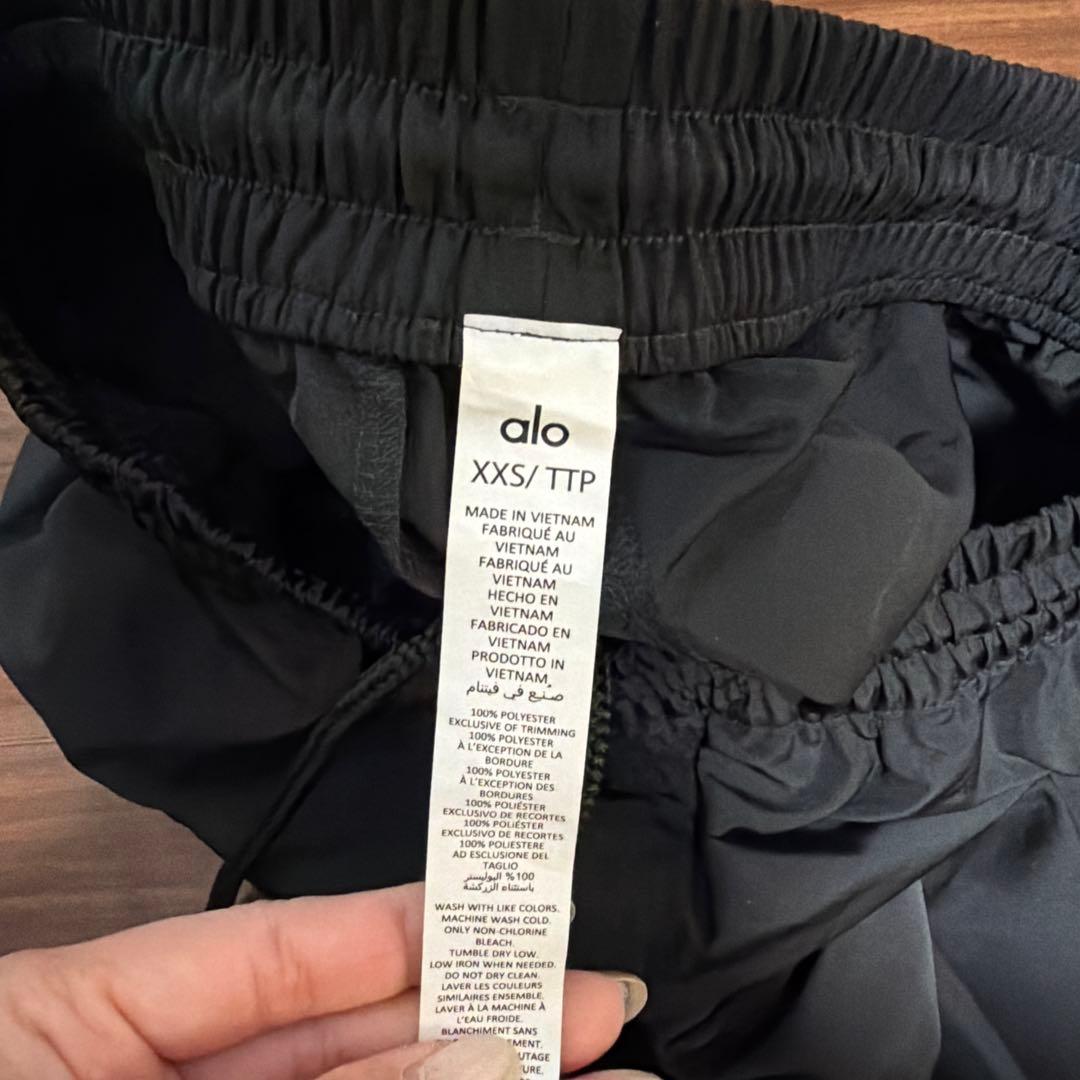 alo
XXS/ TTP
MADE IN VIETNAM
FABRIQUÉ AU
VIETNAM
FABRIQUÉ AU
VIETNAM
HECHO EN
VIETNAM
FABRICADO EN
VIETNAM
PRODOTTO IN
VIETNAM
صُنِع في فيتنام
100% POLYESTER
EXCLUSIVE OF TRIMMING
100% POLYESTER
À L'EXCEPTION DE LA
BORDURE
100% POLYESTER
À L'EXCEPTION DES
BORDURES
100% POLIÉSTER
EXCLUSIVO DE RECORTES
100% POLIÉSTER
EXCLUSIVO DE RECORTES
100% POLIESTERE
AD ESCLUSIONE DEL
TAGLIO
100% البوليستر
باستثناء الزركشة
WASH WITH LIKE COLORS.
MACHINE WASH COLD.
ONLY NON-CHLORINE
BLEACH.
TUMBLE DRY LOW.
LOW IRON WHEN NEEDED.
DO NOT DRY CLEAN.
LAVER LES COULEURS
SIMILAIRES ENSEMBLE.
LAVER À LA MACHINE À
L'EAU FROIDE.
BLANCHIMENT SANS